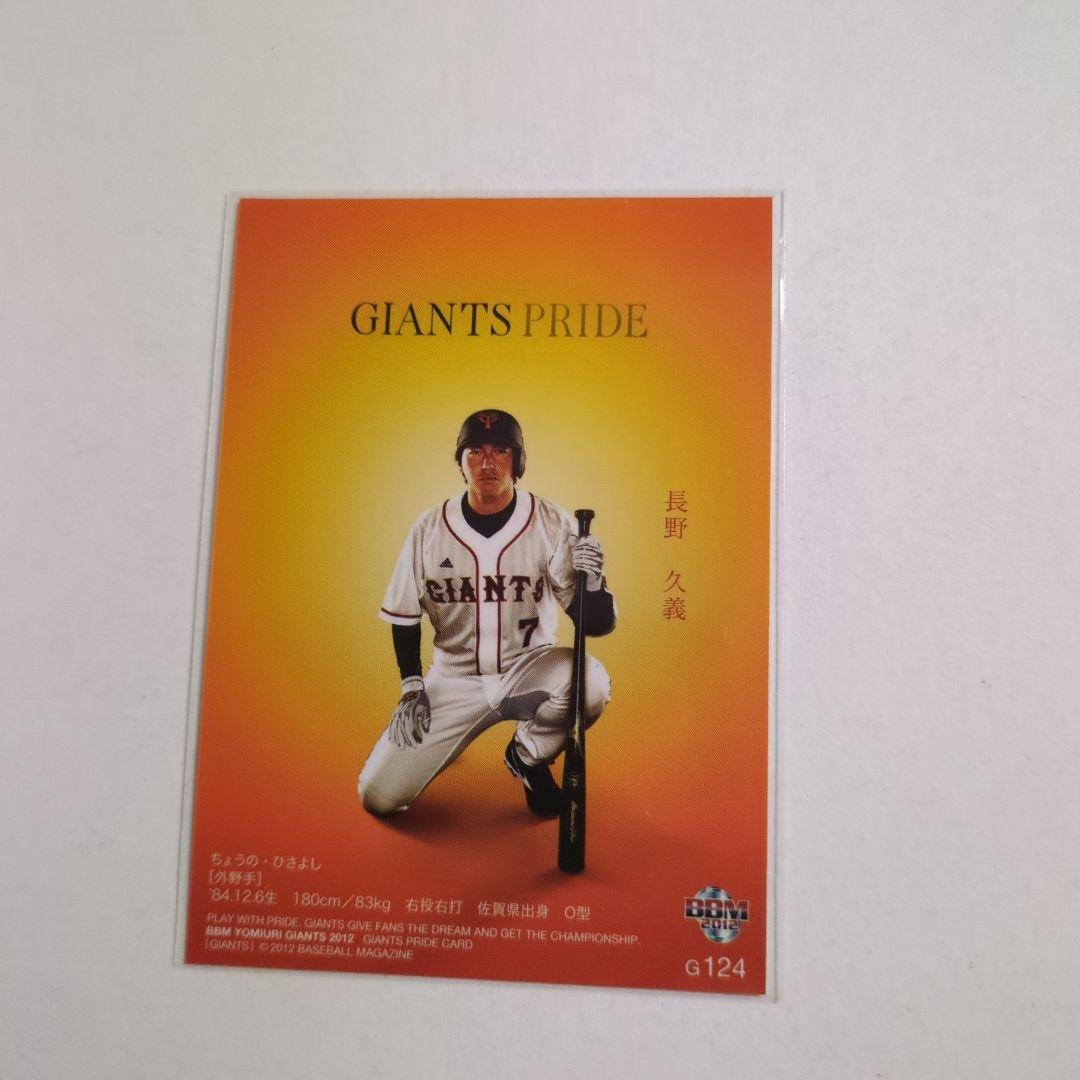 GIANTS PRIDE
長野 久義
GIANTS
7
ちょうの・ひさよし
[外野手]
'84.12.6生 180cm/83kg 右投右打 佐賀県出身 O型
PLAY WITH PRIDE. GIANTS GIVE FANS THE DREAM AND GET THE CHAMPIONSHIP.
BBM YOMIURI GIANTS 2012 GIANTS PRIDE CARD
[GIANTS] © 2012 BASEBALL MAGAZINE
BBM
2012
G124